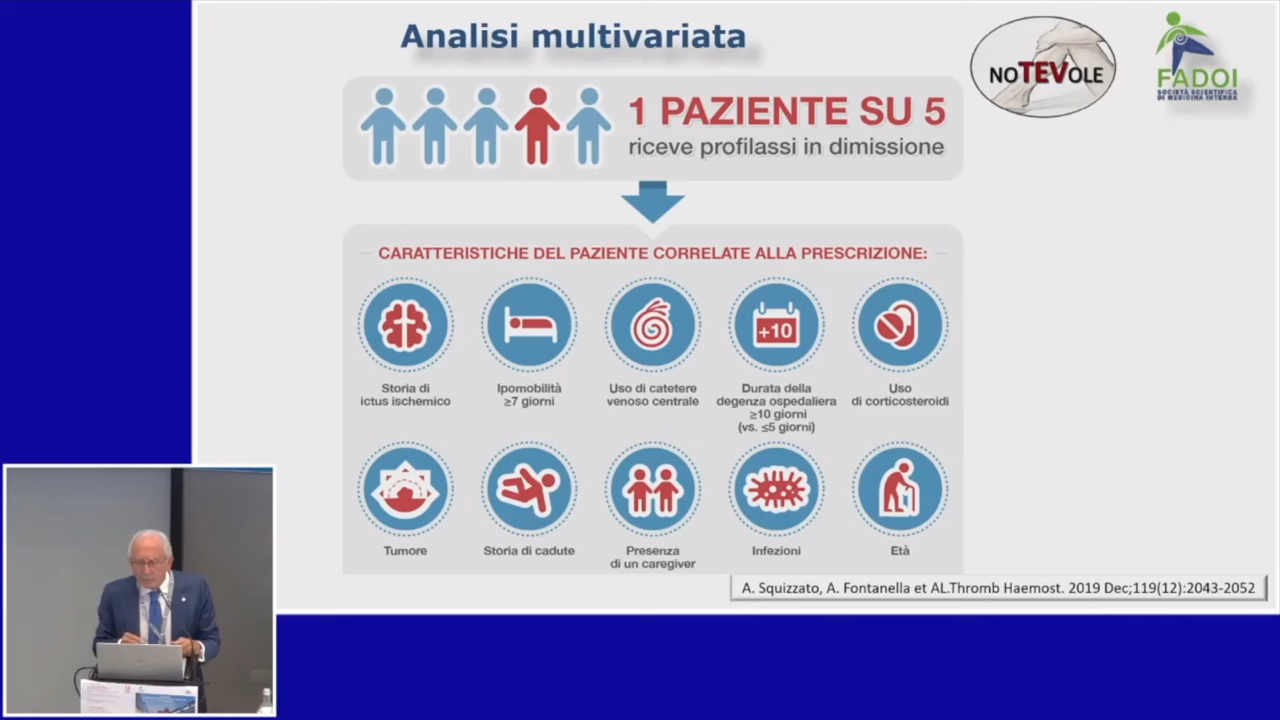 Analisi multivariata
NOTEVOLE
FADOI
SOCIETÀ SCIENTIFICA
DI MEDICINA INTERNA
1 PAZIENTE SU 5
riceve profilassi in dimissione
CARATTERISTICHE DEL PAZIENTE CORRELATE ALLA PRESCRIZIONE:
+10
Storia di
ictus ischemico
Ipomobilità
≥7 giorni
Uso di catetere
venoso centrale
Durata della
degenza ospedaliera
≥10 giorni
(vs. ≤5 giorni)
Uso
di corticosteroidi
Tumore
Storia di cadute
Presenza
di un caregiver
Infezioni
Età
A. Squizzato, A. Fontanella et AL.Thromb Haemost. 2019 Dec;119(12):2043-2052